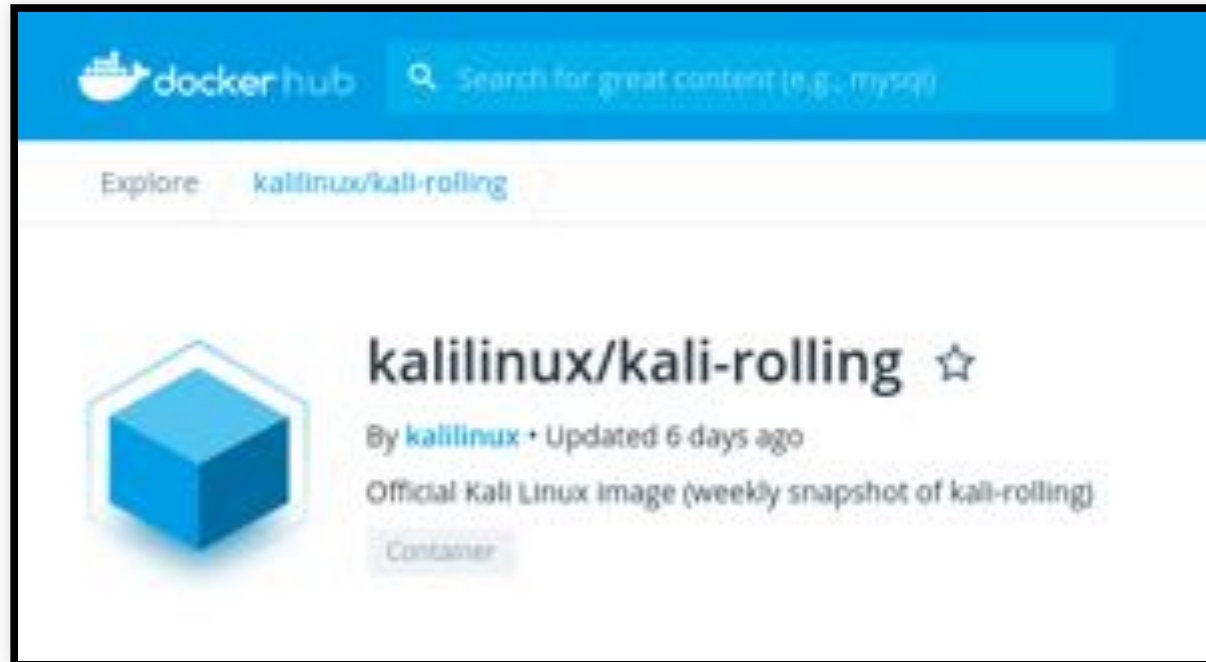 docker hub
Search for great content (e.g., mysql)
Explore kalilinux/kali-rolling
kalilinux/kali-rolling
By kalilinux • Updated 6 days ago
Official Kali Linux image (weekly snapshot of kali-rolling)
Container